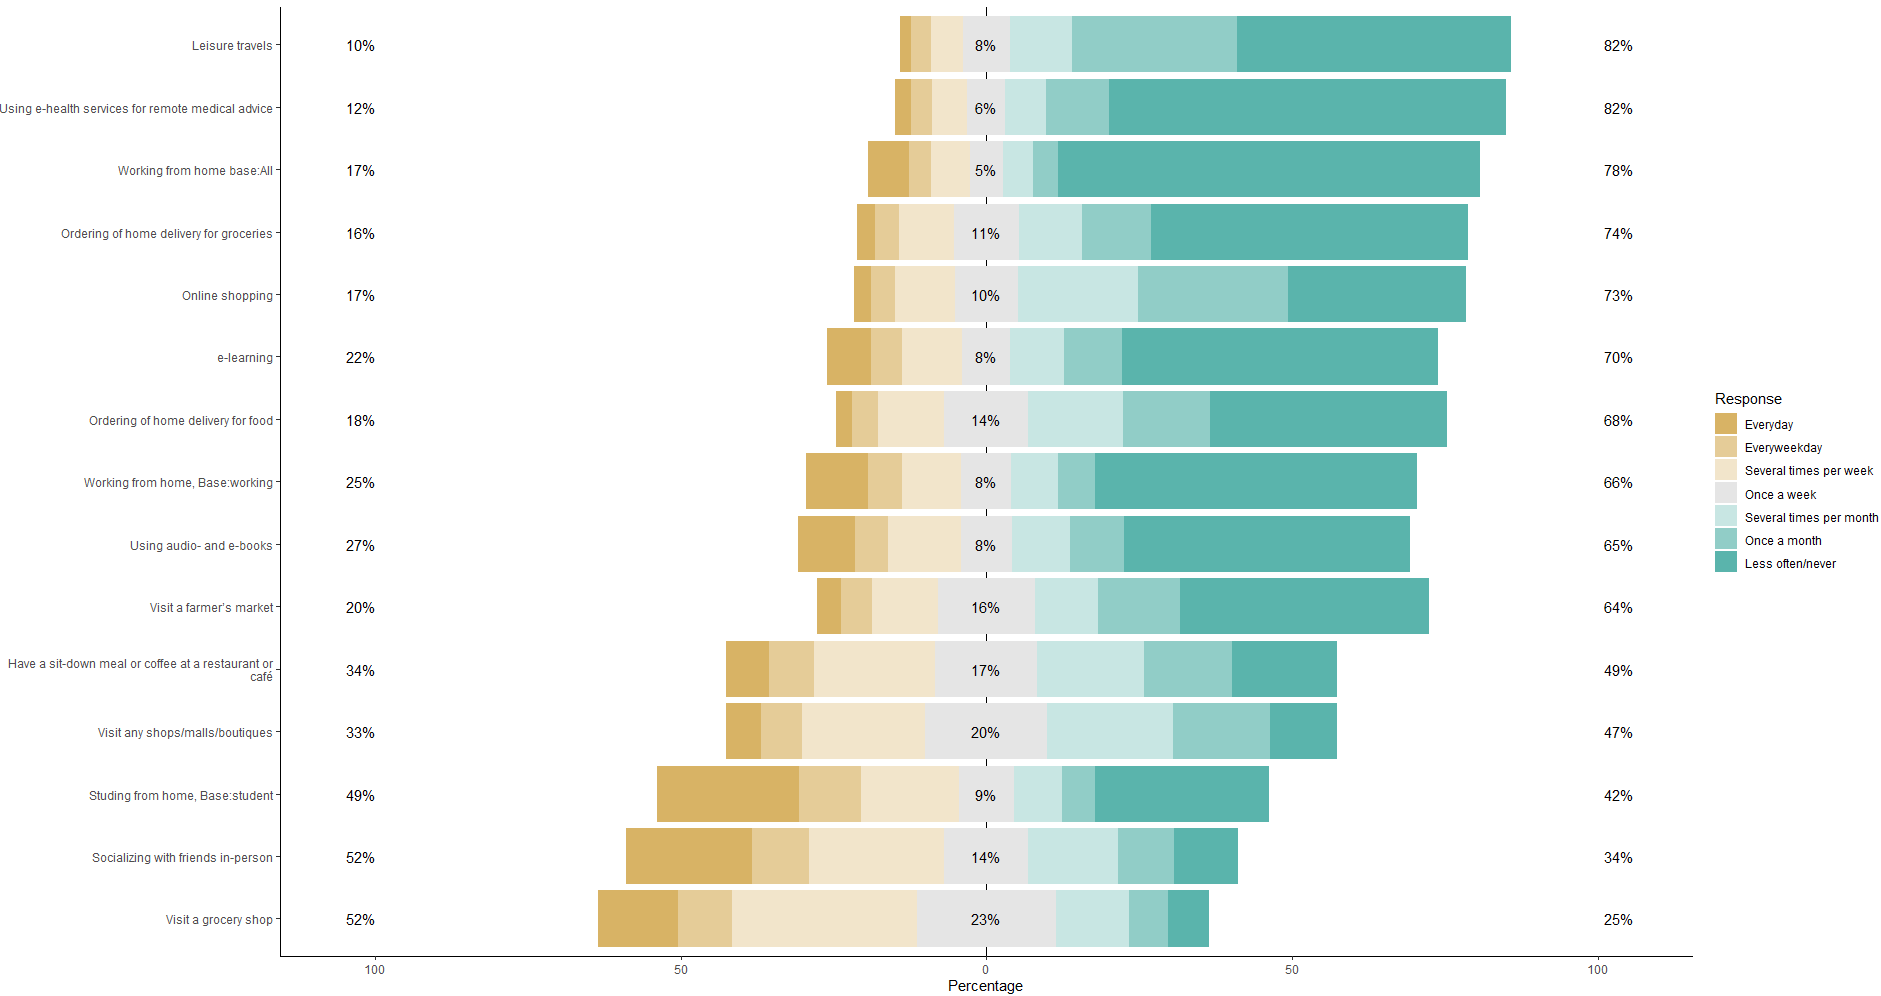 Leisure travels 10% 8% 82%
Using e-health services for remote medical advice 12% 6% 82%
Working from home base:All 17% 5% 78%
Ordering of home delivery for groceries 16% 11% 74%
Online shopping 17% 10% 73%
e-learning 22% 8% 70%
Ordering of home delivery for food 18% 14% 68%
Working from home, Base:working 25% 8% 66%
Using audio- and e-books 27% 8% 65%
Visit a farmer's market 20% 16% 64%
Have a sit-down meal or coffee at a restaurant or
café 34% 17% 49%
Visit any shops/malls/boutiques 33% 20% 47%
Studing from home, Base:student 49% 9% 42%
Socializing with friends in-person 52% 14% 34%
Visit a grocery shop 52% 23% 25%
100 50 0 50 100
Percentage
Response
Everyday
Everyweekday
Several times per week
Once a week
Several times per month
Once a month
Less often/never